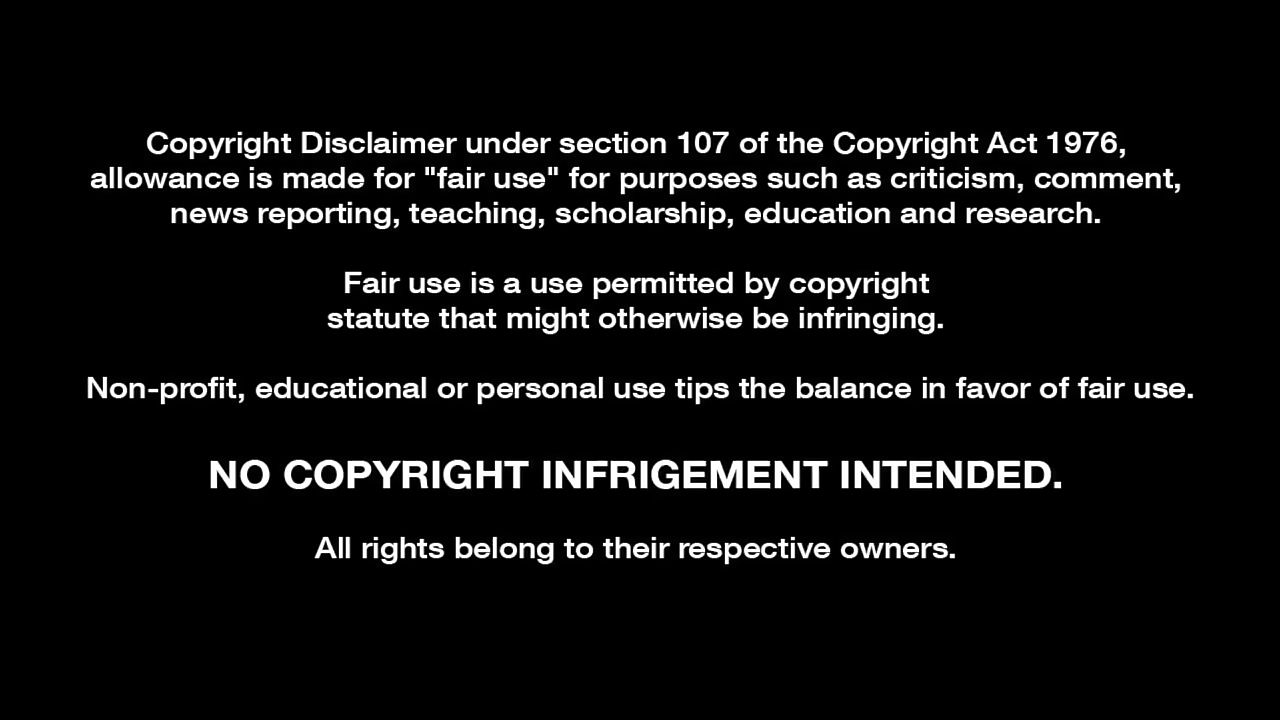 Copyright Disclaimer under section 107 of the Copyright Act 1976,
allowance is made for "fair use" for purposes such as criticism, comment,
news reporting, teaching, scholarship, education and research.
Fair use is a use permitted by copyright
statute that might otherwise be infringing.
Non-profit, educational or personal use tips the balance in favor of fair use.
NO COPYRIGHT INFRIGEMENT INTENDED.
All rights belong to their respective owners.